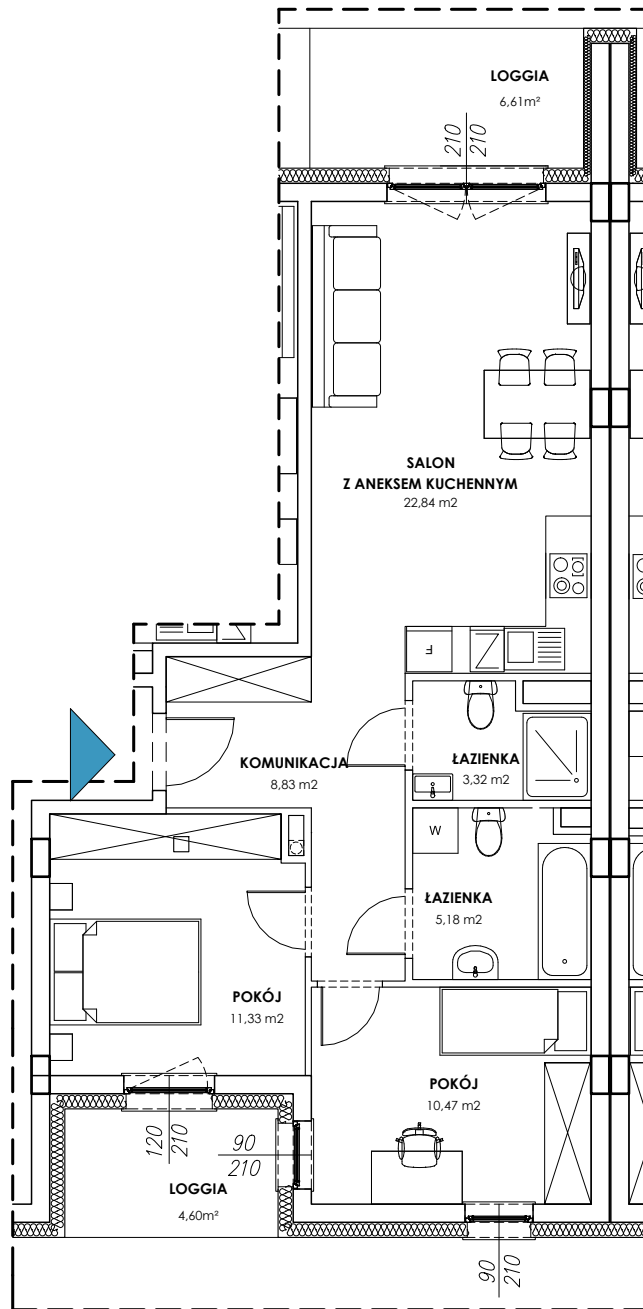 LOGGIA
6,61m²
210
210
SALON
Z ANEKSEM KUCHENNYM
22,84 m2
F
ŁAZIENKA
3,32 m2
KOMUNIKACJA
8,83 m2
W
ŁAZIENKA
5,18 m2
POKÓJ
11,33 m2
POKÓJ
10,47 m2
120
210
90
210
LOGGIA
4,60m²
90
210